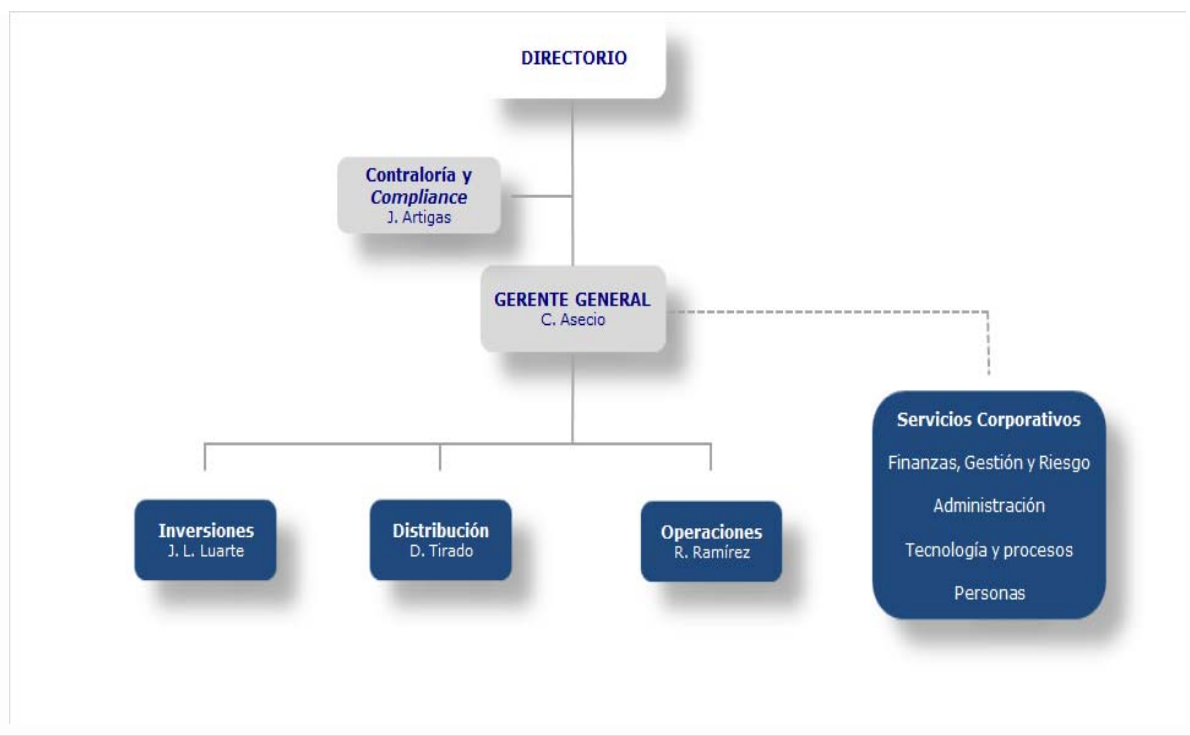 DIRECTORIO
Contraloría y
Compliance
J. Artigas
GERENTE GENERAL
C. Asecio
Inversiones
J. L. Luarte
Distribución
D. Tirado
Operaciones
R. Ramírez
Servicios Corporativos
Finanzas, Gestión y Riesgo
Administración
Tecnología y procesos
Personas